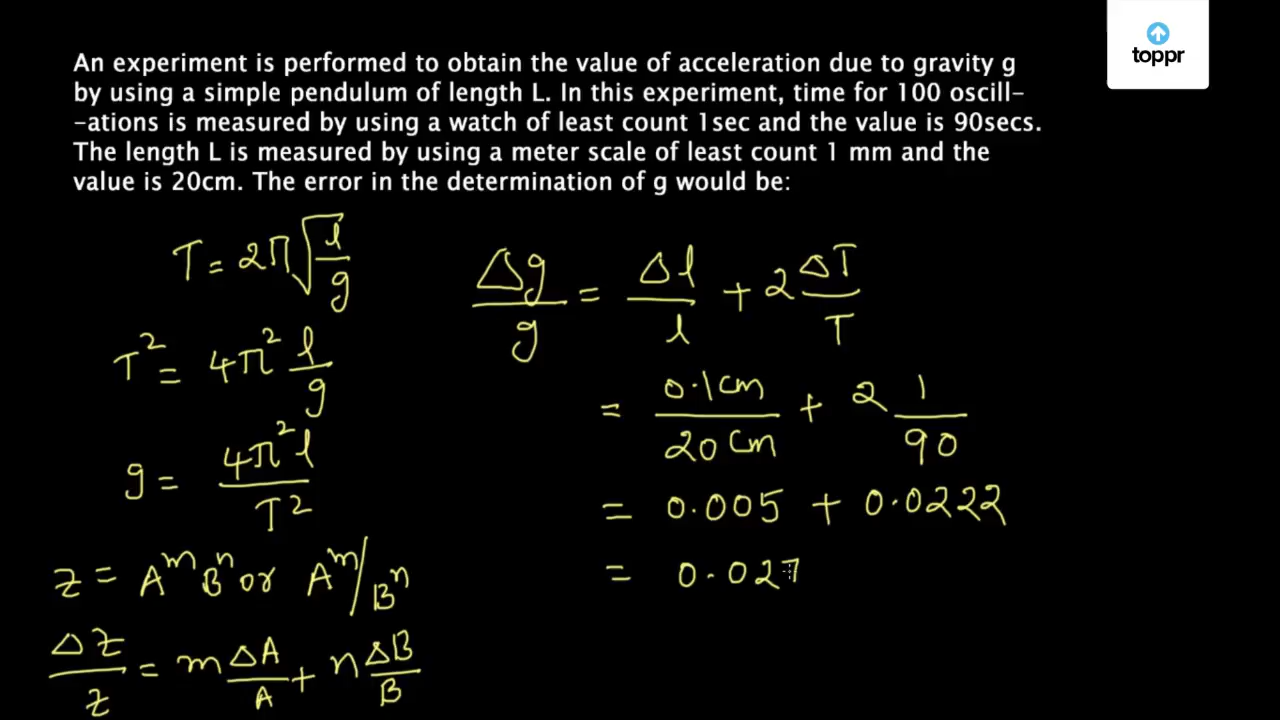 toppr
An experiment is performed to obtain the value of acceleration due to gravity g
by using a simple pendulum of length L. In this experiment, time for 100 oscill-
-ations is measured by using a watch of least count 1sec and the value is 90secs.
The length L is measured by using a meter scale of least count 1 mm and the
value is 20cm. The error in the determination of g would be:
T = 2π√(l/g)
T² = 4π² l/g
g = 4π²l/T²
z = A^m B^n or A^m/B^n
Δz/z = m ΔA/A + n ΔB/B
Δg/g = Δl/l + 2 ΔT/T
= 0.1cm/20cm + 2 1/90
= 0.005 + 0.0222
= 0.027